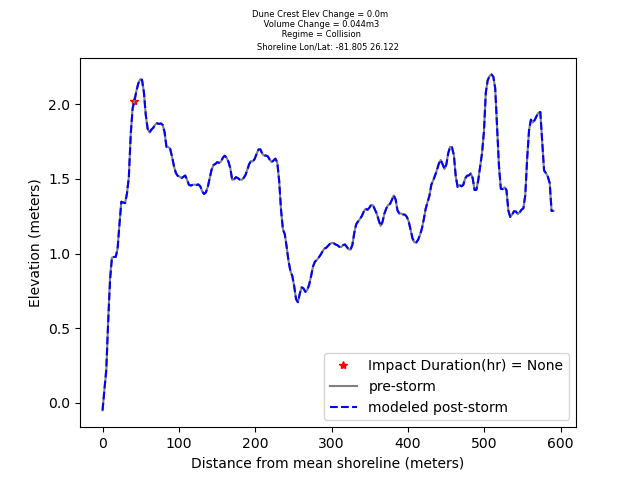 Dune Crest Elev Change = 0.0m
Volume Change = 0.044m3
Regime = Collision
Shoreline Lon/Lat: -81.805 26.122
2.0
1.5
1.0
0.5
0.0
Elevation (meters)
Impact Duration(hr) = None
pre-storm
modeled post-storm
0 100 200 300 400 500 600
Distance from mean shoreline (meters)